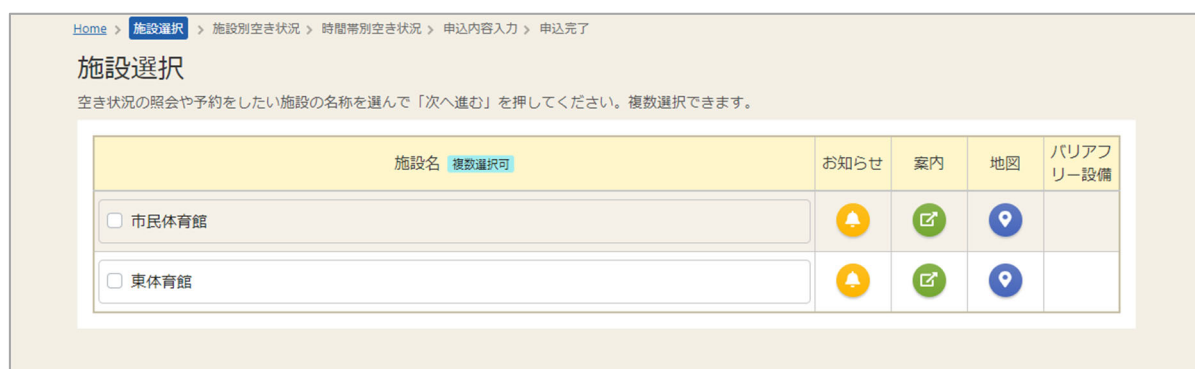 Home > 施設選択 > 施設別空き状況 > 時間帯別空き状況 > 申込内容入力 > 申込完了
施設選択
空き状況の照会や予約をしたい施設の名称を選んで「次へ進む」を押してください。複数選択できます。
施設名 複数選択可 お知らせ 案内 地図 バリアフ
リー設備
市民体育館
東体育館